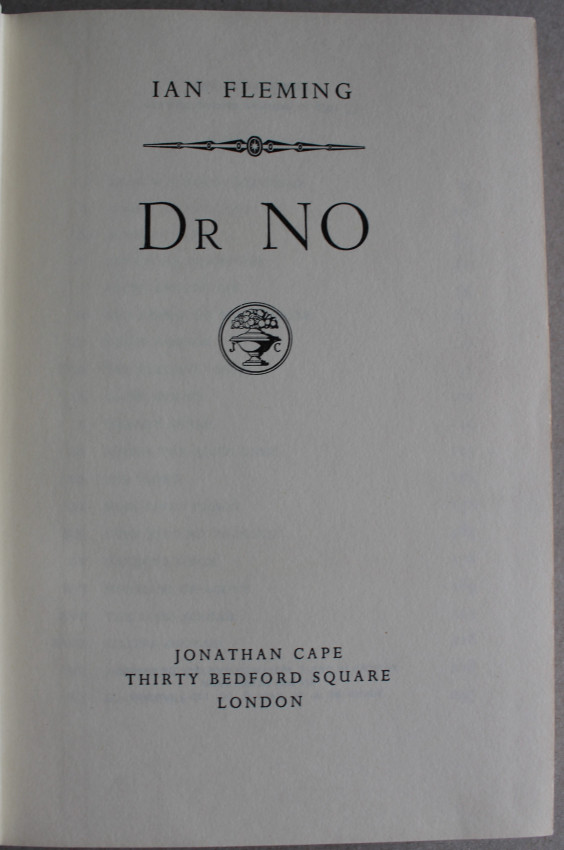 IAN FLEMING
DR NO
J C
JONATHAN CAPE
THIRTY BEDFORD SQUARE
LONDON